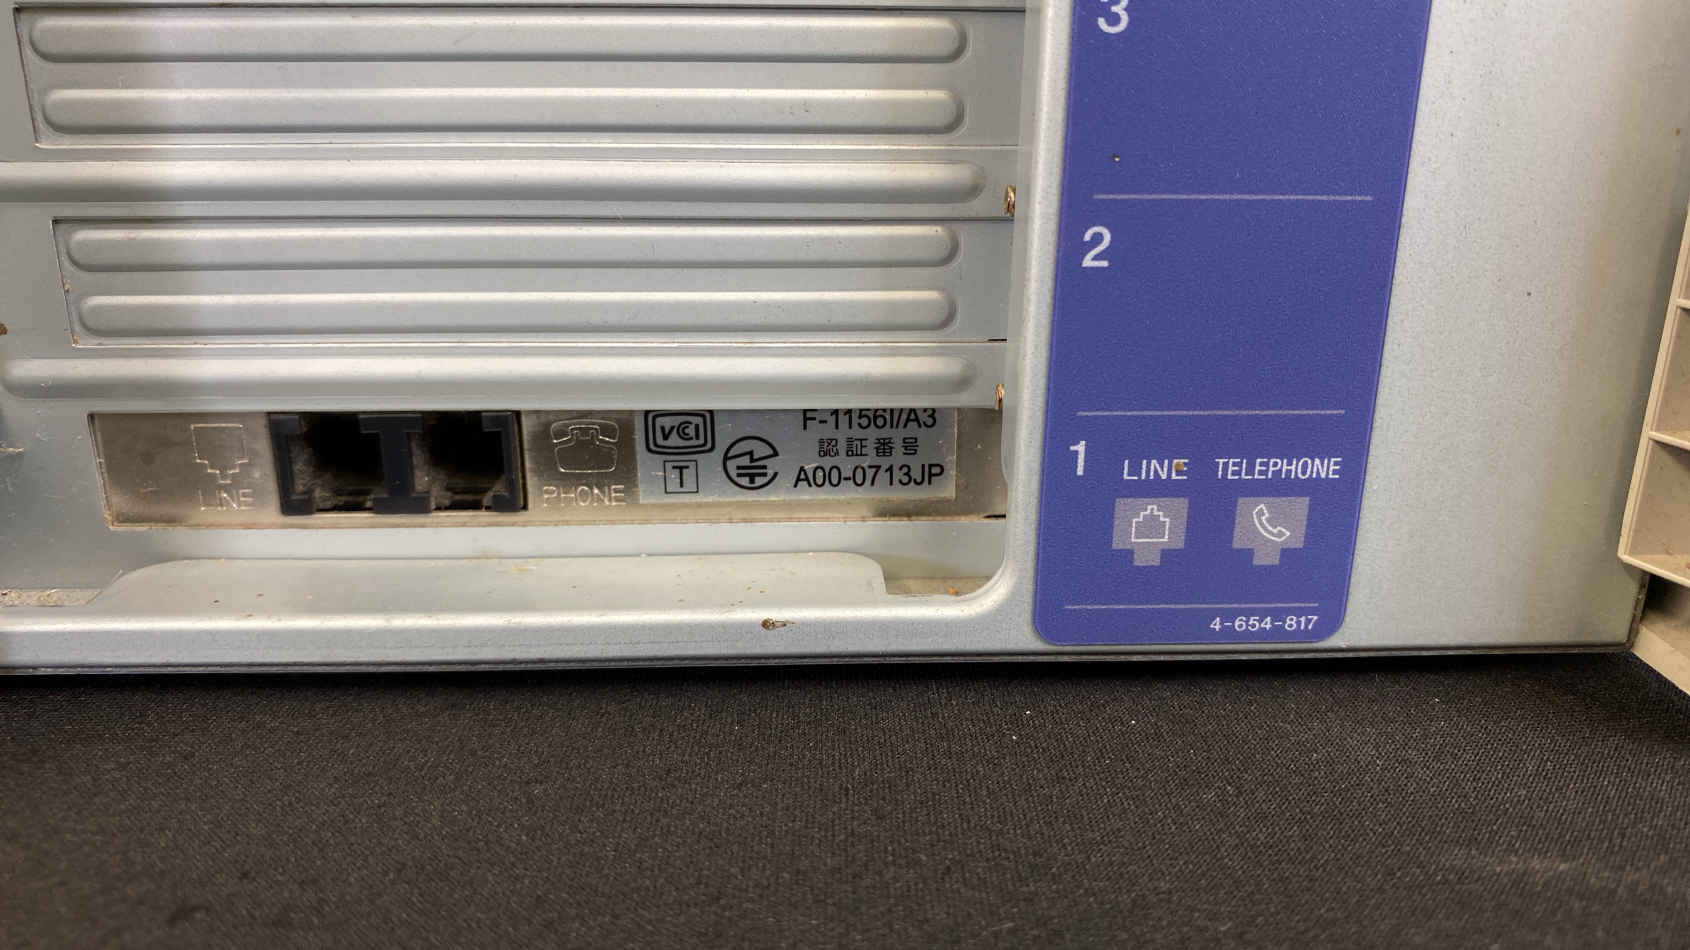 LINE
PHONE
VCI
T
F-1156I/A3
認証番号
A00-0713JP
3
2
1
LINE TELEPHONE
4-654-817